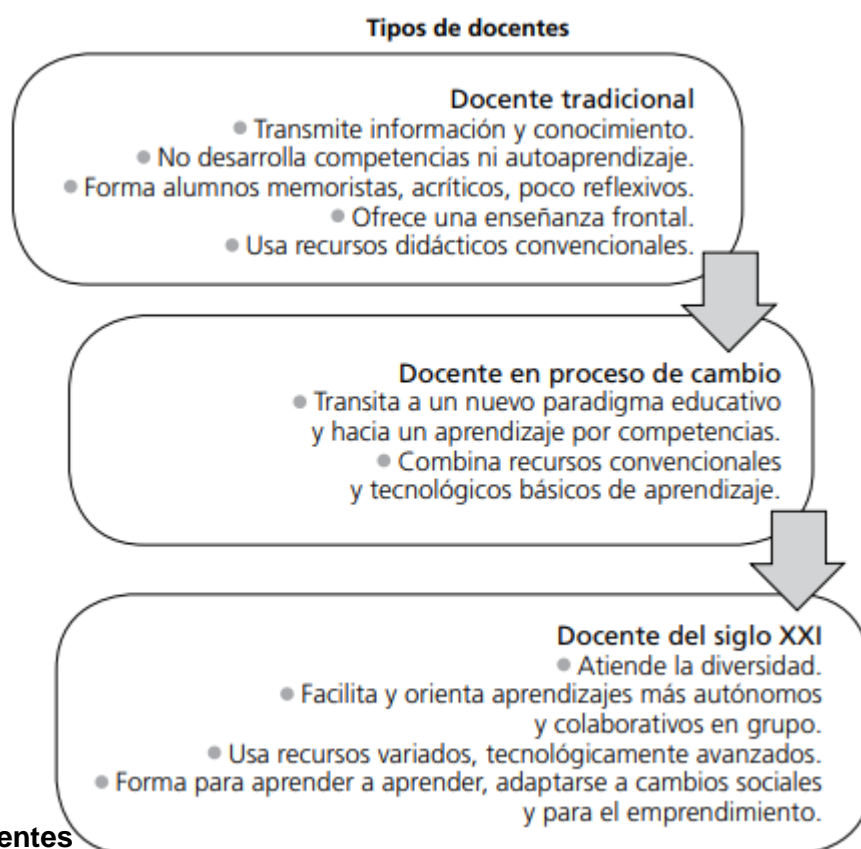 Tipos de docentes
Docente tradicional
● Transmite información y conocimiento.
● No desarrolla competencias ni autoaprendizaje.
● Forma alumnos memoristas, acríticos, poco reflexivos.
● Ofrece una enseñanza frontal.
● Usa recursos didácticos convencionales.
Docente en proceso de cambio
● Transita a un nuevo paradigma educativo
y hacia un aprendizaje por competencias.
● Combina recursos convencionales
y tecnológicos básicos de aprendizaje.
Docente del siglo XXI
● Atiende la diversidad.
● Facilita y orienta aprendizajes más autónomos
y colaborativos en grupo.
● Usa recursos variados, tecnológicamente avanzados.
● Forma para aprender a aprender, adaptarse a cambios sociales
y para el emprendimiento.
entes